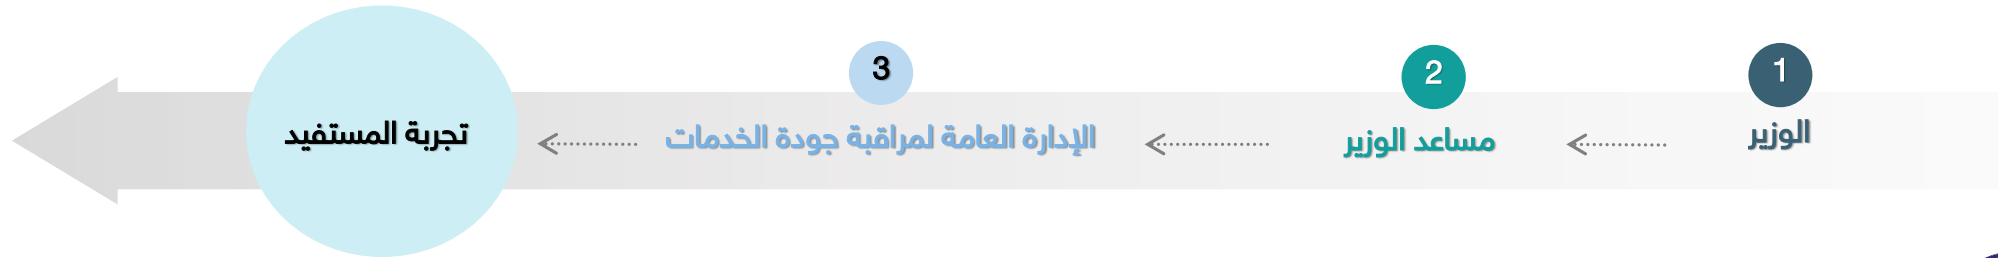 1
الوزير
2
مساعد الوزير
3
الإدارة العامة لمراقبة جودة الخدمات
تجربة المستفيد